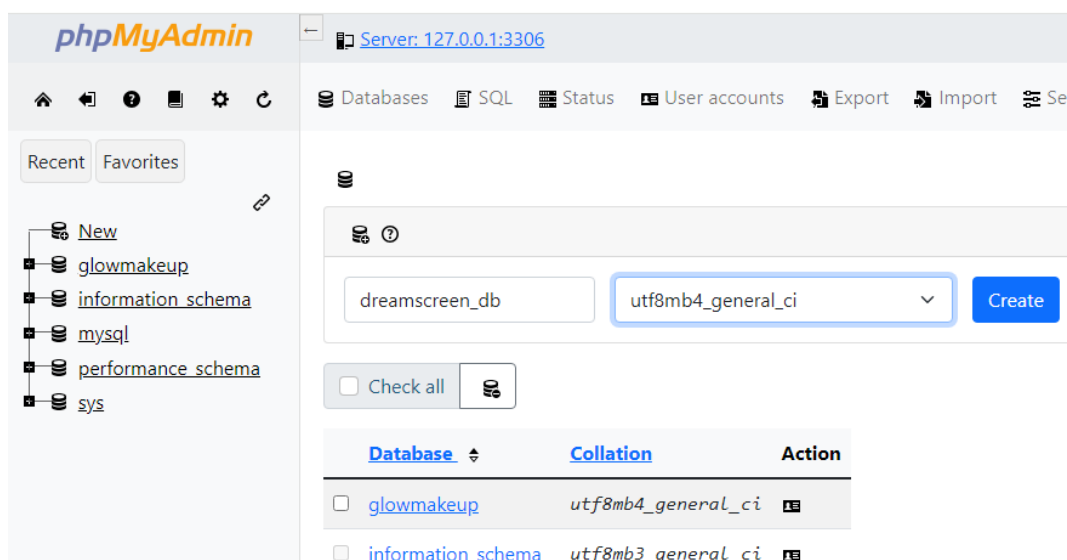 phpMyAdmin
Server: 127.0.0.1:3306
Databases SQL Status User accounts Export Import Se
Recent Favorites
New
glowmakeup
information_schema
mysql
performance_schema
sys
dreamscreen_db utf8mb4_general_ci Create
Check all
Database Collation Action
glowmakeup utf8mb4_general_ci
information_schema utf8mb3_general_ci